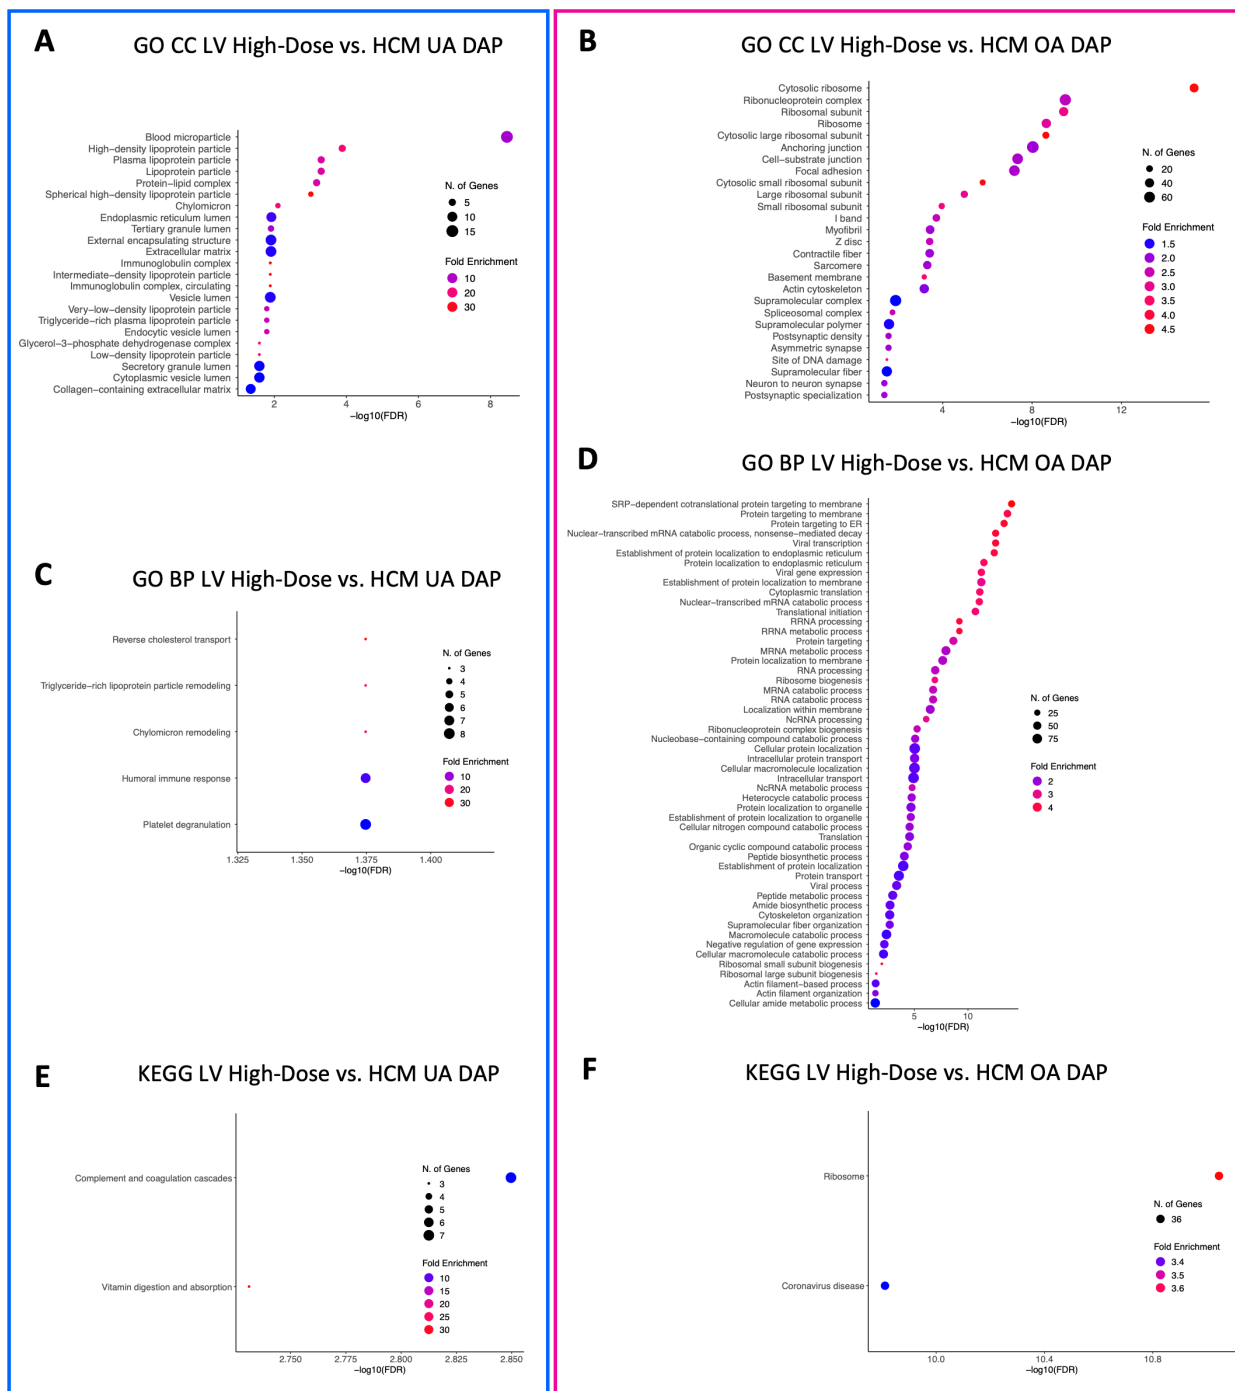 A
GO CC LV High-Dose vs. HCM UA DAP
Blood microparticle
High−density lipoprotein particle
Plasma lipoprotein particle
Lipoprotein particle
Protein−lipid complex
Spherical high−density lipoprotein particle
Chylomicron
Endoplasmic reticulum lumen
Tertiary granule lumen
External encapsulating structure
Extracellular matrix
Immunoglobulin complex
Intermediate−density lipoprotein particle
Immunoglobulin complex, circulating
Vesicle lumen
Very−low−density lipoprotein particle
Triglyceride−rich plasma lipoprotein particle
Endocytic vesicle lumen
Glycerol−3−phosphate dehydrogenase complex
Low−density lipoprotein particle
Secretory granule lumen
Cytoplasmic vesicle lumen
Collagen−containing extracellular matrix
2 4 6 8
−log10(FDR)
N. of Genes
5
10
15
Fold Enrichment
10
20
30
B
GO CC LV High-Dose vs. HCM OA DAP
Cytosolic ribosome
Ribonucleoprotein complex
Ribosomal subunit
Ribosome
Cytosolic large ribosomal subunit
Anchoring junction
Cell−substrate junction
Focal adhesion
Cytosolic small ribosomal subunit
Large ribosomal subunit
Small ribosomal subunit
I band
Myofibril
Z disc
Contractile fiber
Sarcomere
Basement membrane
Actin cytoskeleton
Supramolecular complex
Spliceosomal complex
Supramolecular polymer
Postsynaptic density
Asymmetric synapse
Site of DNA damage
Supramolecular fiber
Neuron to neuron synapse
Postsynaptic specialization
4 8 12
−log10(FDR)
N. of Genes
20
40
60
Fold Enrichment
1.5
2.0
2.5
3.0
3.5
4.0
4.5
C
GO BP LV High-Dose vs. HCM UA DAP
Reverse cholesterol transport
Triglyceride−rich lipoprotein particle remodeling
Chylomicron remodeling
Humoral immune response
Platelet degranulation
1.325 1.350 1.375 1.400
−log10(FDR)
N. of Genes
3
4
5
6
7
8
Fold Enrichment
10
20
30
D
GO BP LV High-Dose vs. HCM OA DAP
SRP−dependent cotranslational protein targeting to membrane
Protein targeting to membrane
Protein targeting to ER
Nuclear−transcribed mRNA catabolic process, nonsense−mediated decay
Viral transcription
Establishment of protein localization to endoplasmic reticulum
Protein localization to endoplasmic reticulum
Viral gene expression
Establishment of protein localization to membrane
Cytoplasmic translation
Nuclear−transcribed mRNA catabolic process
Translational initiation
RRNA processing
RRNA metabolic process
Protein targeting
MRNA metabolic process
Protein localization to membrane
RNA processing
Ribosome biogenesis
MRNA catabolic process
RNA catabolic process
Localization within membrane
NcRNA processing
Ribonucleoprotein complex biogenesis
Nucleobase−containing compound catabolic process
Cellular protein localization
Intracellular protein transport
Cellular macromolecule localization
Intracellular transport
NcRNA metabolic process
Heterocycle catabolic process
Protein localization to organelle
Establishment of protein localization to organelle
Cellular nitrogen compound catabolic process
Translation
Organic cyclic compound catabolic process
Peptide biosynthetic process
Establishment of protein localization
Protein transport
Viral process
Peptide metabolic process
Amide biosynthetic process
Cytoskeleton organization
Supramolecular fiber organization
Macromolecule catabolic process
Negative regulation of gene expression
Cellular macromolecule catabolic process
Ribosomal small subunit biogenesis
Ribosomal large subunit biogenesis
Actin filament−based process
Actin filament organization
Cellular amide metabolic process
5 10
−log10(FDR)
N. of Genes
25
50
75
Fold Enrichment
2
3
4
E
KEGG LV High-Dose vs. HCM UA DAP
Complement and coagulation cascades
Vitamin digestion and absorption
2.750 2.775 2.800 2.825 2.850
−log10(FDR)
N. of Genes
3
4
5
6
7
Fold Enrichment
10
15
20
25
30
F
KEGG LV High-Dose vs. HCM OA DAP
Ribosome
Coronavirus disease
10.0 10.4 10.8
−log10(FDR)
N. of Genes
36
Fold Enrichment
3.4
3.5
3.6